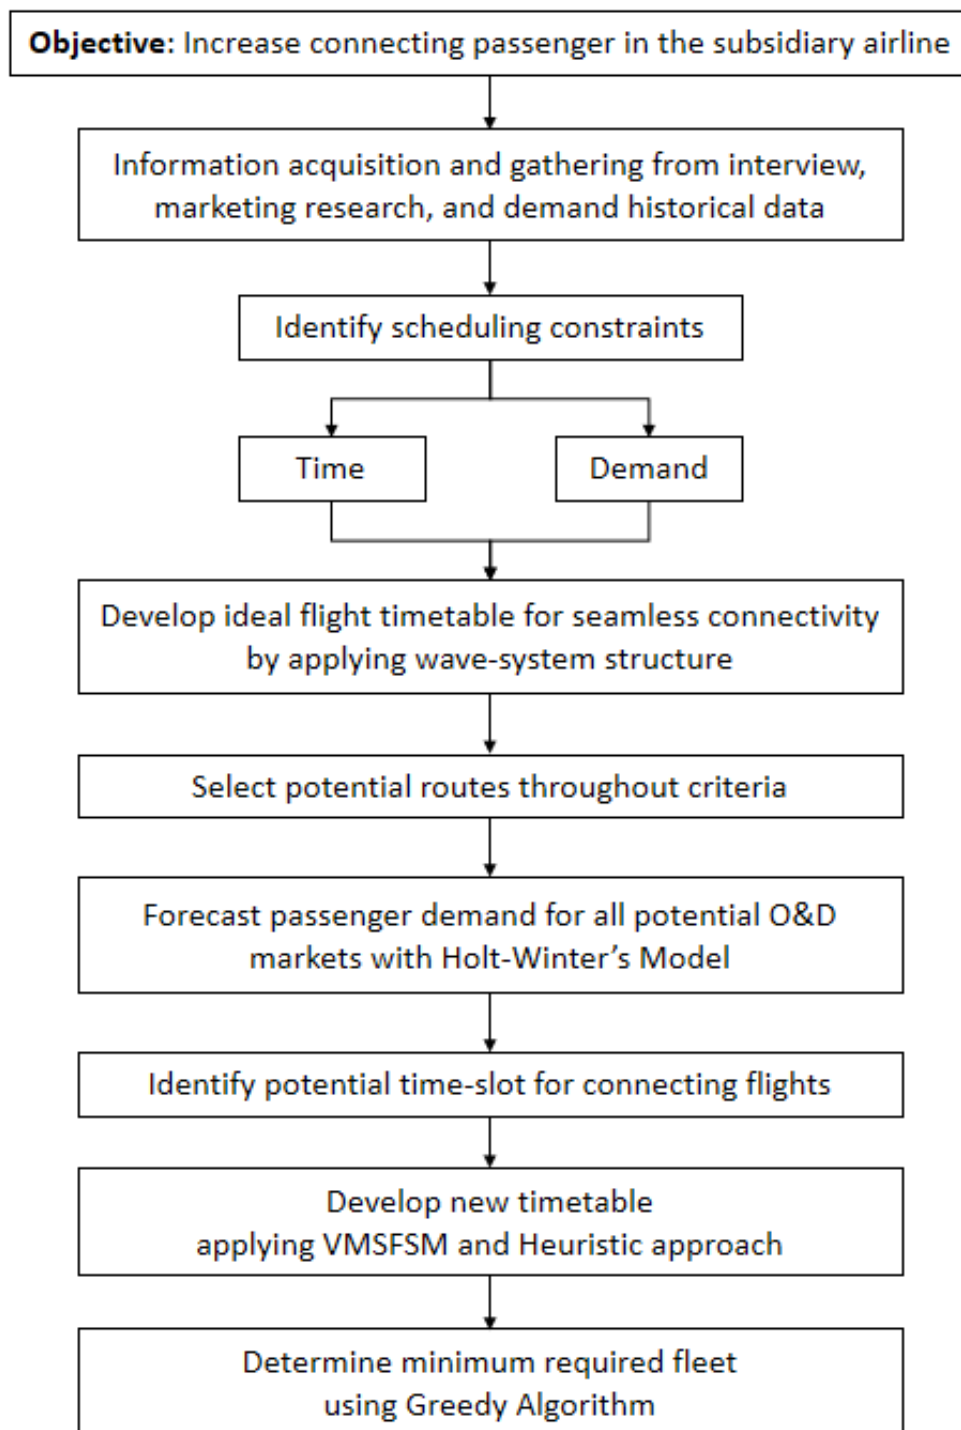 Objective: Increase connecting passenger in the subsidiary airline
Information acquisition and gathering from interview,
marketing research, and demand historical data
Identify scheduling constraints
Time
Demand
Develop ideal flight timetable for seamless connectivity
by applying wave-system structure
Select potential routes throughout criteria
Forecast passenger demand for all potential O&D
markets with Holt-Winter’s Model
Identify potential time-slot for connecting flights
Develop new timetable
applying VMSFSM and Heuristic approach
Determine minimum required fleet
using Greedy Algorithm